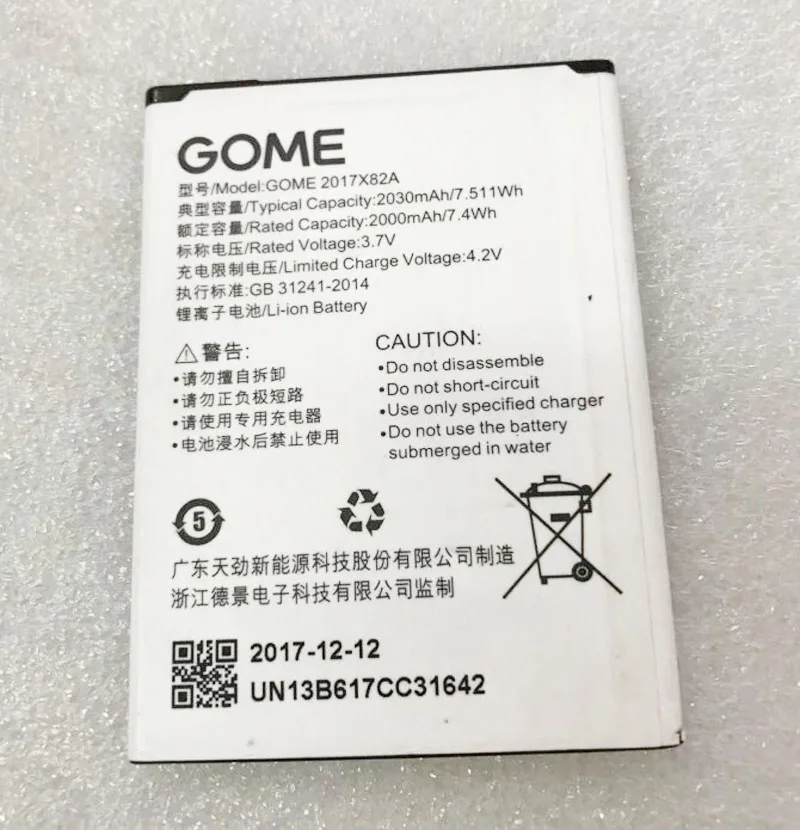 GOME
型号/Model:GOME 2017X82A
典型容量/Typical Capacity:2030mAh/7.511Wh
额定容量/Rated Capacity:2000mAh/7.4Wh
标称电压/Rated Voltage:3.7V
充电限制电压/Limited Charge Voltage:4.2V
执行标准:GB 31241-2014
锂离子电池/Li-ion Battery
警告:
•请勿擅自拆卸
•请勿正负极短路
•请使用专用充电器
•电池浸水后禁止使用
CAUTION:
•Do not disassemble
•Do not short-circuit
•Use only specified charger
•Do not use the battery
submerged in water
5
广东天劲新能源科技股份有限公司制造
浙江德景电子科技有限公司监制
2017-12-12
UN13B617CC31642